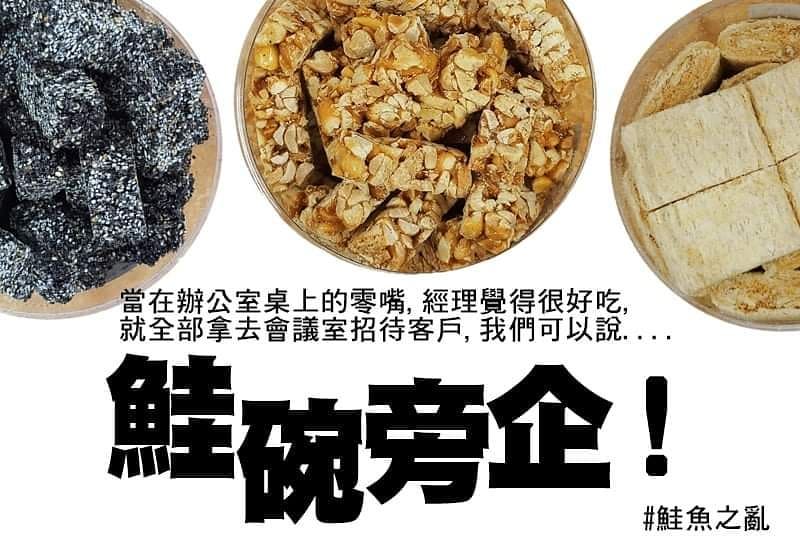 當在辦公室桌上的零嘴, 經理覺得很好吃,
就全部拿去會議室招待客戶, 我們可以說....
鮭碗旁企!
#鮭魚之亂